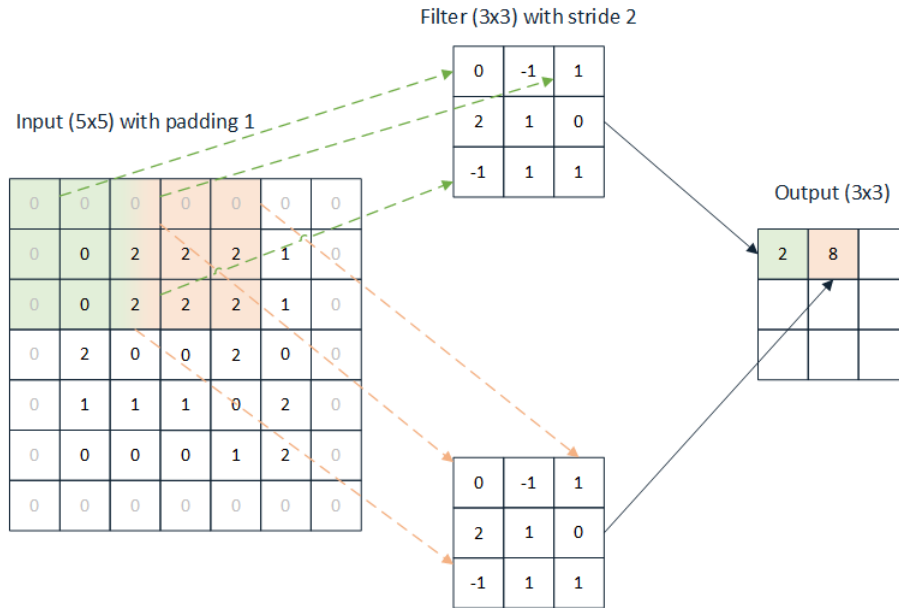 Filter (3x3) with stride 2
0 -1 1
2 1 0
-1 1 1
Input (5x5) with padding 1
0 0 0 0 0 0 0
0 0 2 2 2 1 0
0 0 2 2 2 1 0
0 2 0 0 2 0 0
0 1 1 1 0 2 0
0 0 0 0 1 2 0
0 0 0 0 0 0 0
Output (3x3)
2 8
0 -1 1
2 1 0
-1 1 1